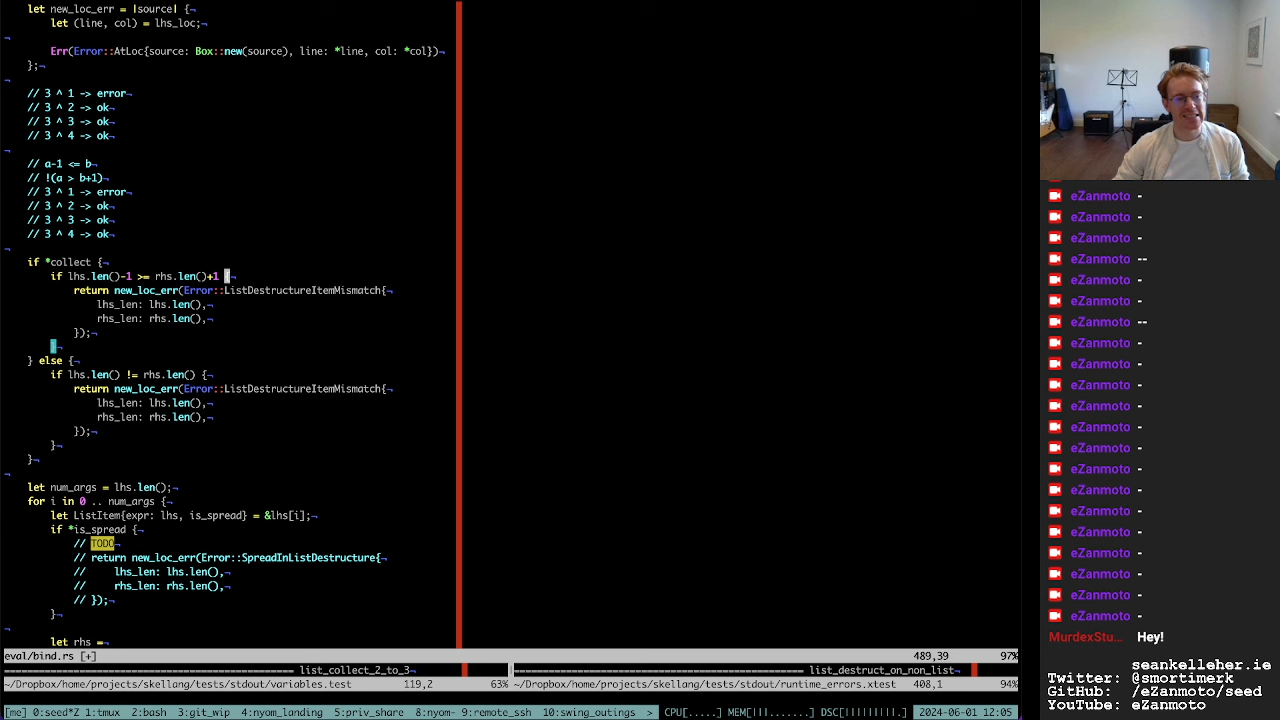 let new_loc_err = |source| {¬
let (line, col) = lhs_loc;¬
¬
Err(Error::AtLoc{source: Box::new(source), line: *line, col: *col})¬
};¬
¬
// 3 ^ 1 -> error¬
// 3 ^ 2 -> ok¬
// 3 ^ 3 -> ok¬
// 3 ^ 4 -> ok¬
¬
// a-1 <= b¬
// !(a > b+1)¬
// 3 ^ 1 -> error¬
// 3 ^ 2 -> ok¬
// 3 ^ 3 -> ok¬
// 3 ^ 4 -> ok¬
¬
if *collect {¬
if lhs.len()-1 >= rhs.len()+1 {¬
return new_loc_err(Error::ListDestructureItemMismatch{¬
lhs_len: lhs.len(),¬
rhs_len: rhs.len(),¬
});¬
}¬
} else {¬
if lhs.len() != rhs.len() {¬
return new_loc_err(Error::ListDestructureItemMismatch{¬
lhs_len: lhs.len(),¬
rhs_len: rhs.len(),¬
});¬
}¬
}¬
¬
let num_args = lhs.len();¬
for i in 0 .. num_args {¬
let ListItem{expr: lhs, is_spread} = &lhs[i];¬
if *is_spread {¬
// TODO¬
// return new_loc_err(Error::SpreadInListDestructure{¬
//     lhs_len: lhs.len(),¬
//     rhs_len: rhs.len(),¬
// });¬
}¬
¬
let rhs =¬
eval/bind.rs [+] 489,39 97%
==================================================== list_collect_2_to_3¬ ==================================================== list_destruct_on_non_list¬
~/Dropbox/home/projects/skellang/tests/stdout/variables.test 119,2 63% ~/Dropbox/home/projects/skellang/tests/stdout/runtime_errors.xtest 408,1 94%
[me] 0:seed*Z 1:tmux 2:bash 3:git_wip 4:nyom_landing 5:priv_share 8:nyom- 9:remote_ssh 10:swing_outings > CPU[.....] MEM[|||.......] DSC[|||||||||.] 2024-06-01 12:05
eZanmoto -
eZanmoto -
eZanmoto -
eZanmoto --
eZanmoto -
eZanmoto -
eZanmoto --
eZanmoto -
eZanmoto -
eZanmoto -
eZanmoto -
eZanmoto -
eZanmoto -
eZanmoto -
eZanmoto -
eZanmoto -
eZanmoto -
eZanmoto -
eZanmoto -
eZanmoto -
eZanmoto -
MurdexStu... Hey!
seankelleher.ie
Twitter: @smortimerk
GitHub: /eZanmoto/seed
YouTube: eZanmoto